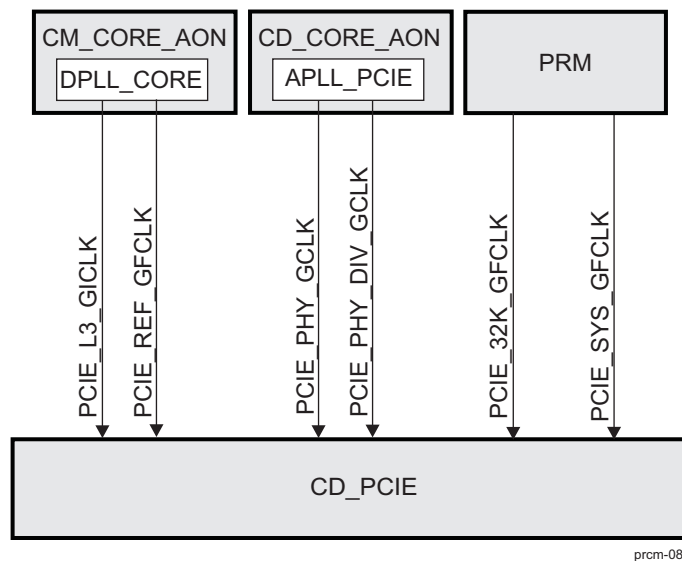 CM_CORE_AON
DPLL_CORE
CD_CORE_AON
APLL_PCIE
PRM
PCIE_L3_GICLK
PCIE_REF_GFCLK
PCIE_PHY_GCLK
PCIE_PHY_DIV_GCLK
PCIE_32K_GFCLK
PCIE_SYS_GFCLK
CD_PCIE
prcm-08